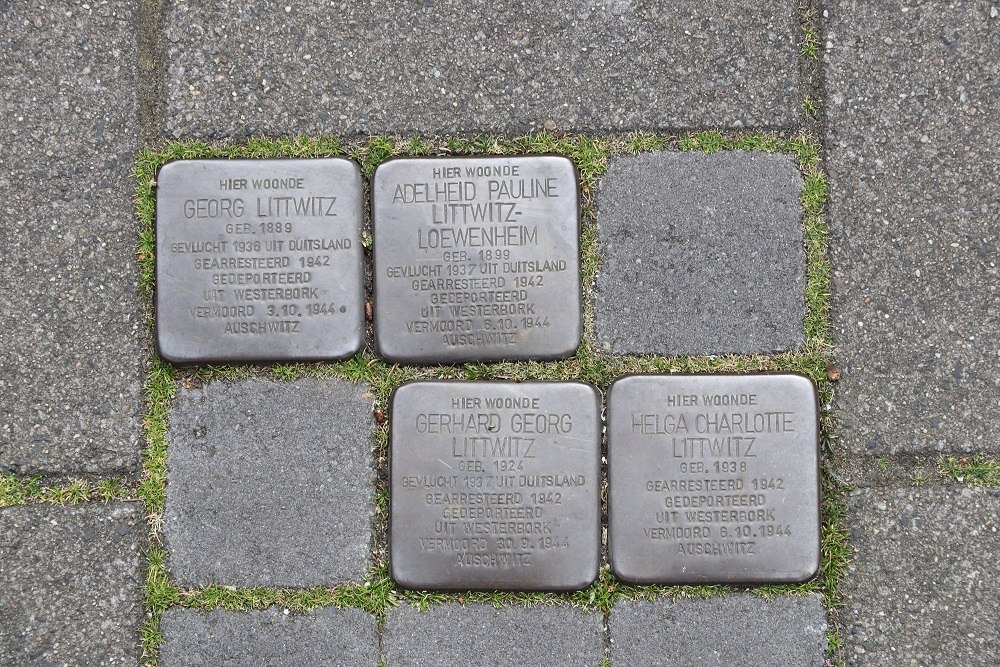 HIER WOONDE
GEORG LITTWITZ
GEB. 1889
GEVLUCHT 1936 UIT DUITSLAND
GEARRESTEERD 1942
GEDEPORTEERD
UIT WESTERBORK
VERMOORD 3.10.1944
AUSCHWITZ
HIER WOONDE
ADELHEID PAULINE
LITTWITZ-
LOEWENHEIM
GEB. 1899
GEVLUCHT 1937 UIT DUITSLAND
GEARRESTEERD 1942
GEDEPORTEERD
UIT WESTERBORK
VERMOORD 6.10.1944
AUSCHWITZ
HIER WOONDE
GERHARD GEORG
LITTWITZ
GEB. 1924
GEVLUCHT 1937 UIT DUITSLAND
GEARRESTEERD 1942
GEDEPORTEERD
UIT WESTERBORK
VERMOORD 30.9.1944
AUSCHWITZ
HIER WOONDE
HELGA CHARLOTTE
LITTWITZ
GEB. 1938
GEARRESTEERD 1942
GEDEPORTEERD
UIT WESTERBORK
VERMOORD 6.10.1944
AUSCHWITZ